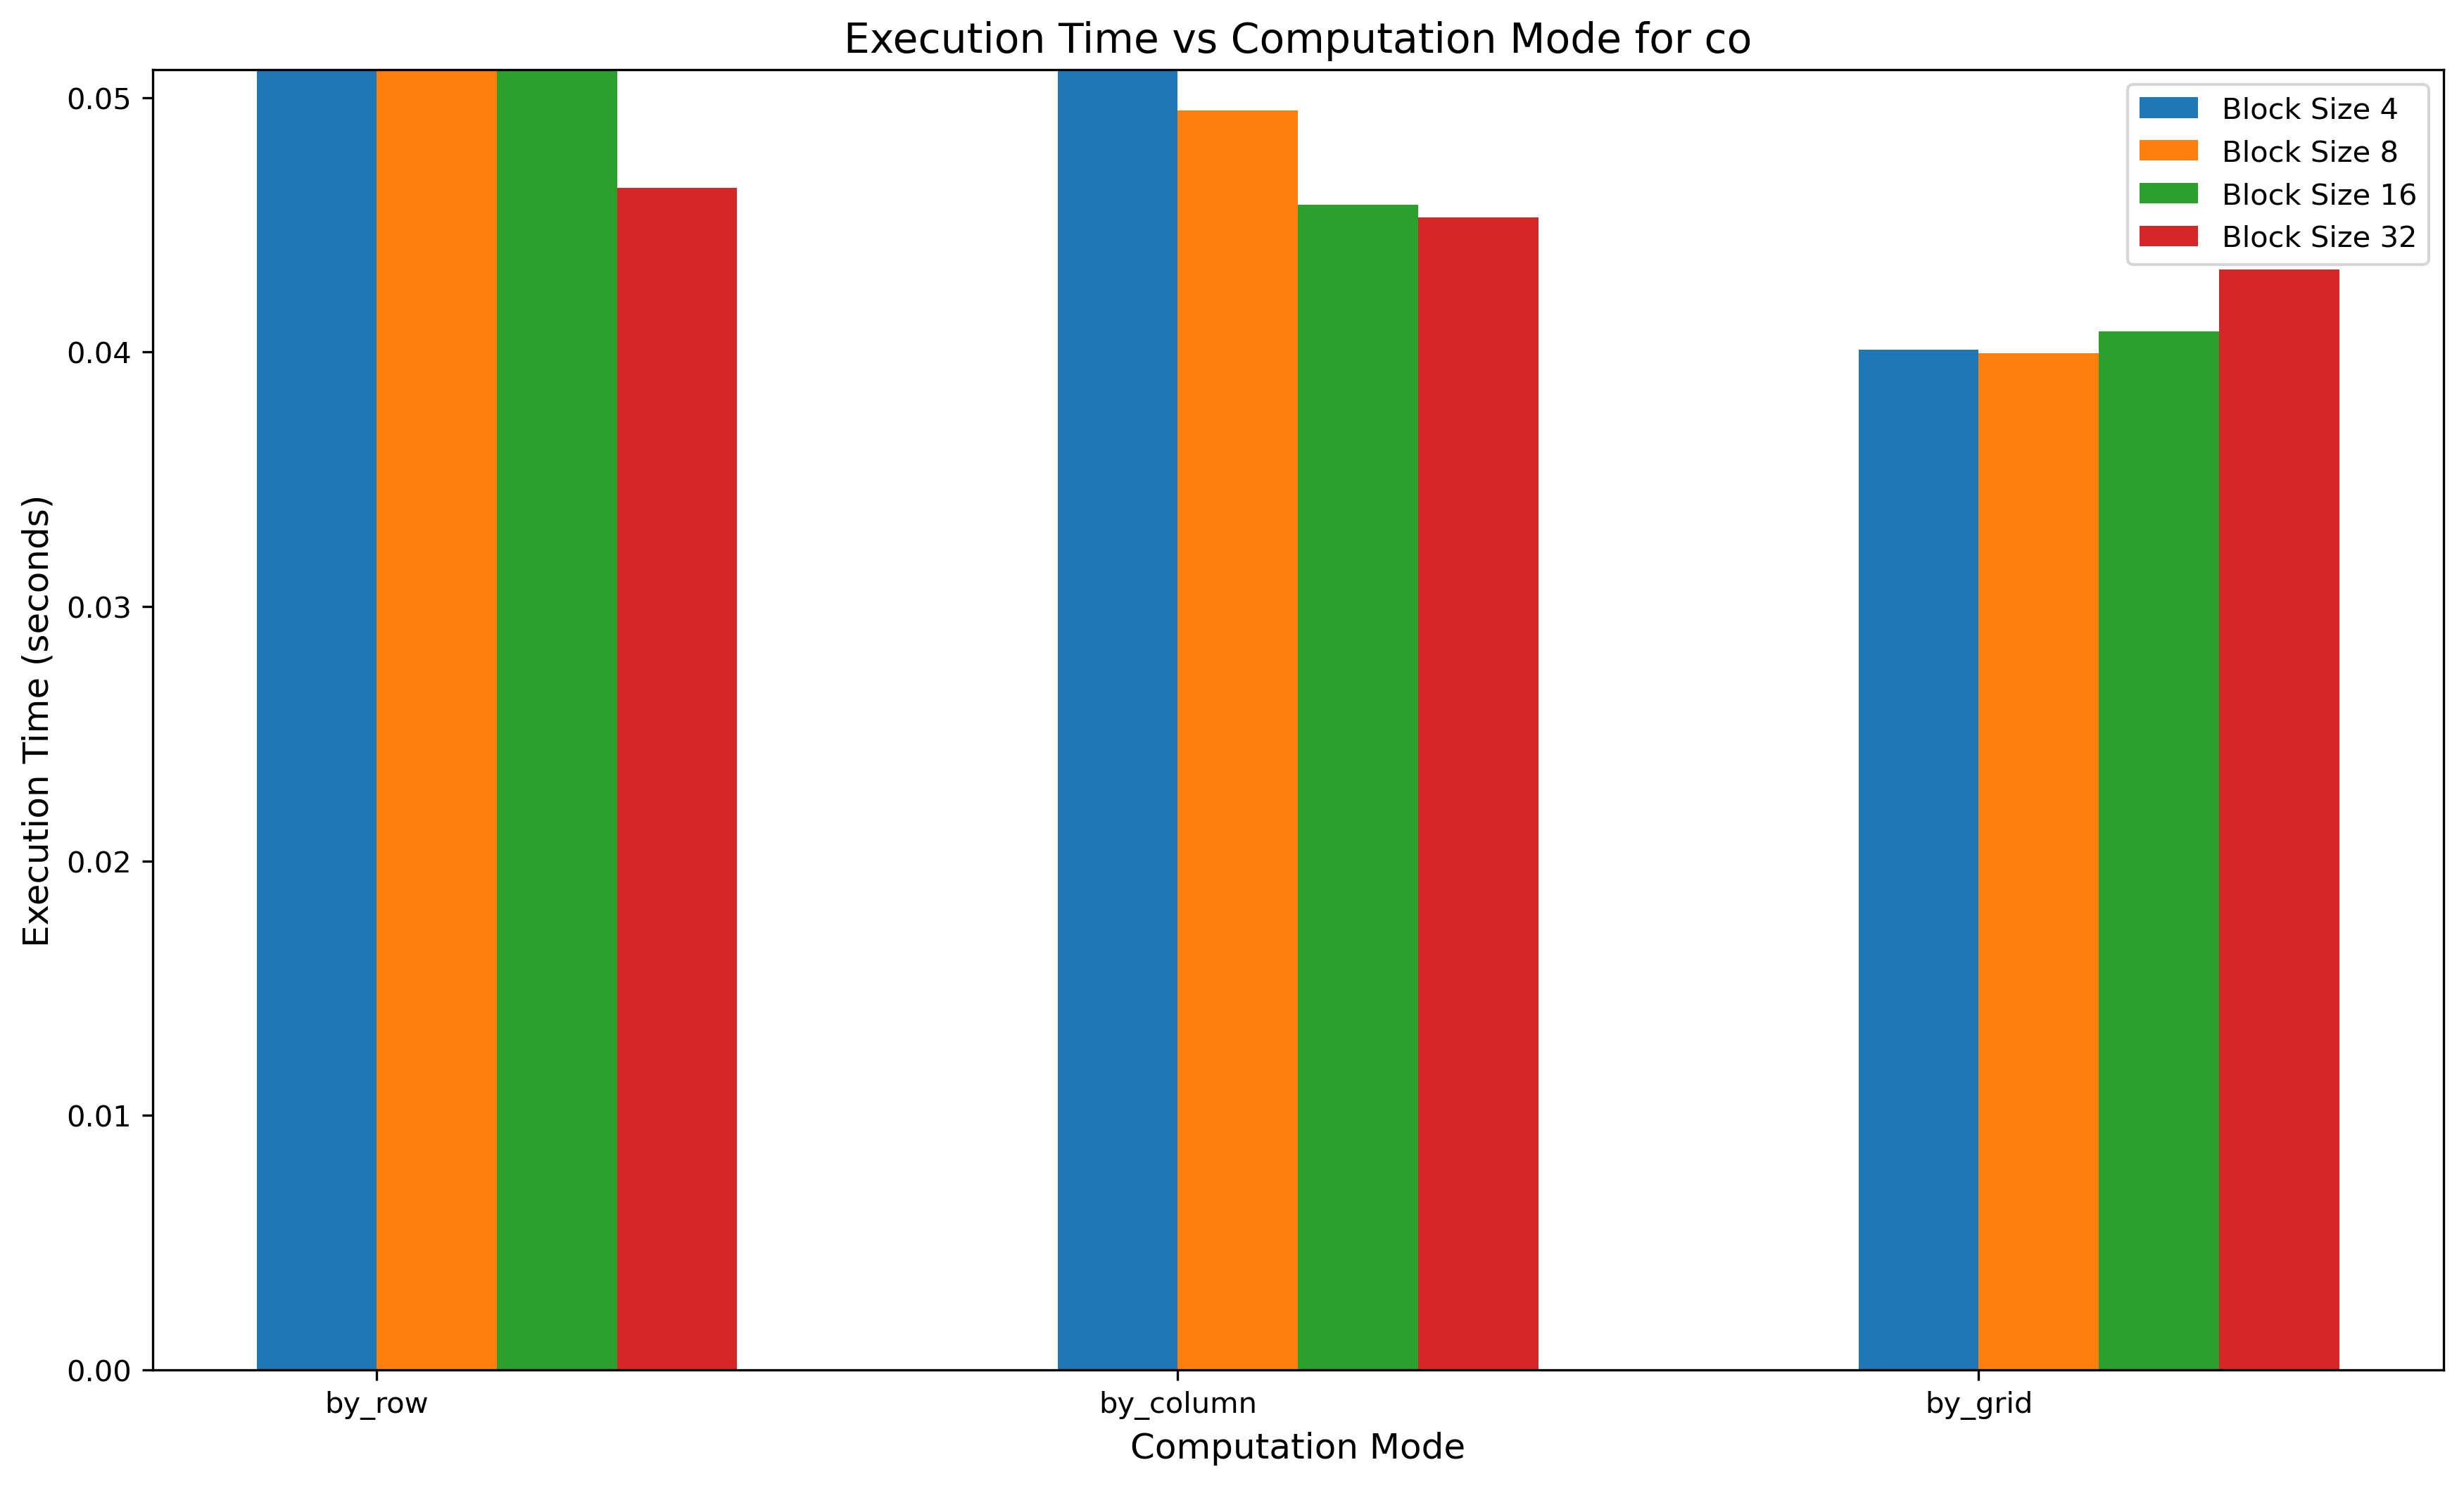 Execution Time vs Computation Mode for co
Execution Time (seconds)
0.05
0.04
0.03
0.02
0.01
0.00
Block Size 4
Block Size 8
Block Size 16
Block Size 32
by_row
by_column
by_grid
Computation Mode